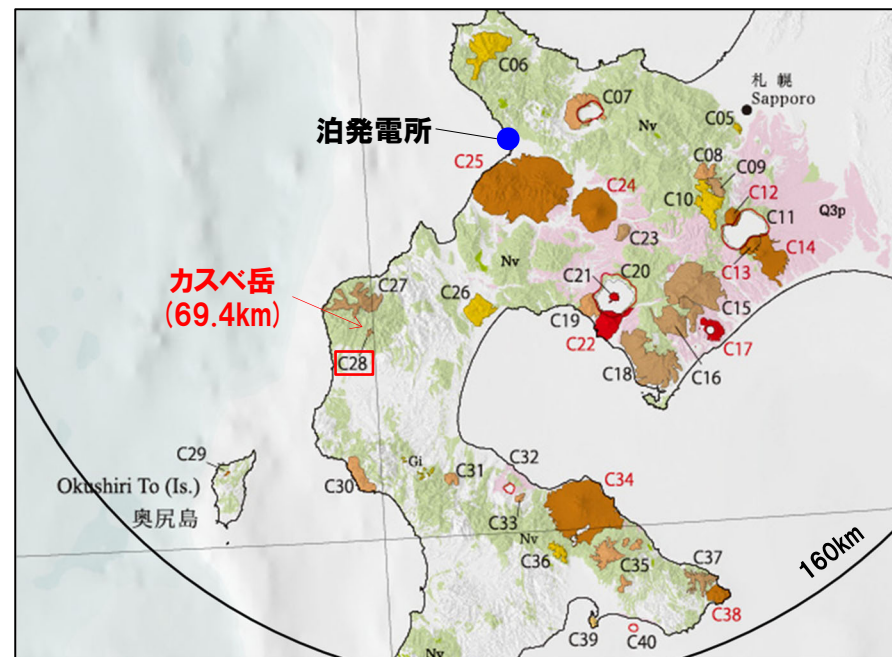 C06
C07
札幌
Sapporo
C05
泊発電所
Nv
C25
C08
C09
C24
C12
C10
C11
Q3p
C23
C14
C13
Nv
C21
C20
カスベ岳
(69.4km)
C27
C26
C19
C15
C22
C17
C28
C18
C16
C29
C32
C34
Gi
C31
Okushiri To (Is.)
C30
奥尻島
C33
Nv
C36
C35
C37
160km
C38
C39
C40
Nv